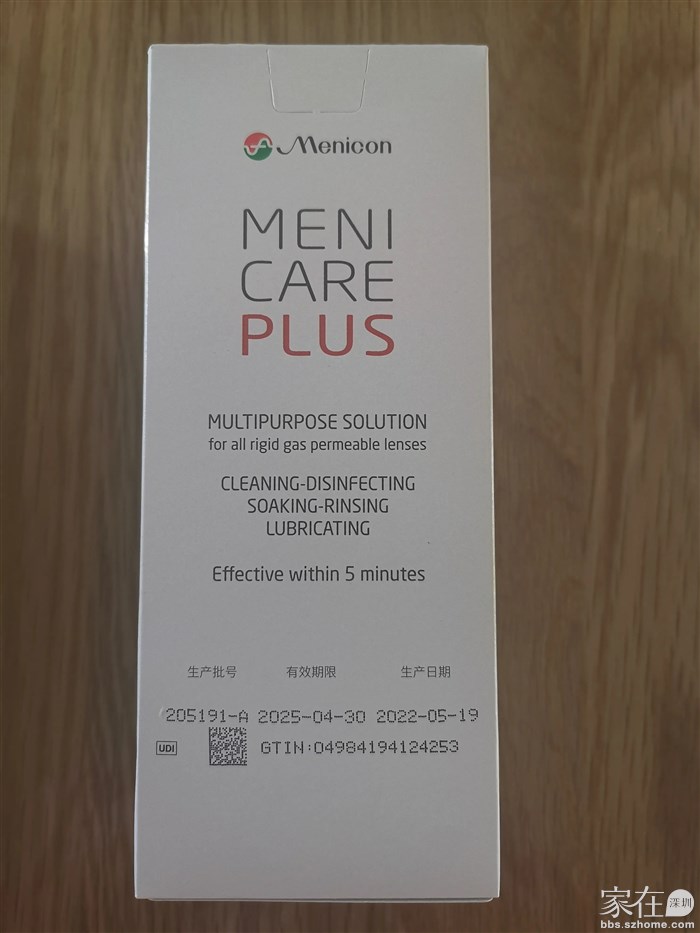 Menicon
MENI
CARE
PLUS
MULTIPURPOSE SOLUTION
for all rigid gas permeable lenses
CLEANING-DISINFECTING
SOAKING-RINSING
LUBRICATING
Effective within 5 minutes
生产批号 有效期限 生产日期
205191-A 2025-04-30 2022-05-19
UDI GTIN:04984194124253
家在深圳
bbs.szhome.com